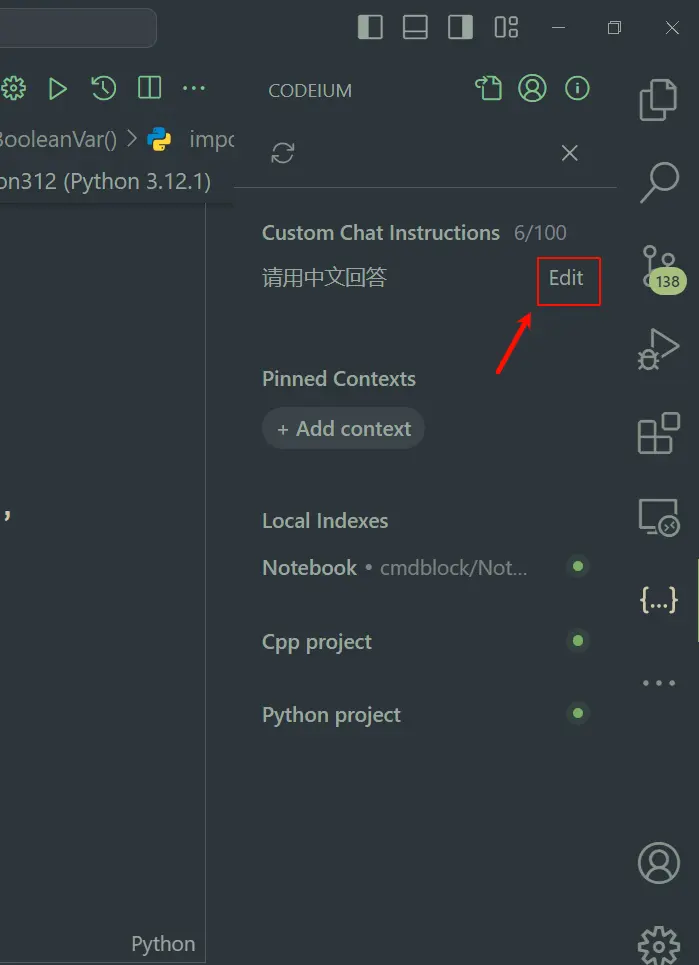 CODEIUM
BooleanVar() > impo
on312 (Python 3.12.1)
Custom Chat Instructions 6/100
请用中文回答
Edit
138
Pinned Contexts
+ Add context
,
Local Indexes
Notebook • cmdblock/Not...
{...}
Cpp project
Python project
Python